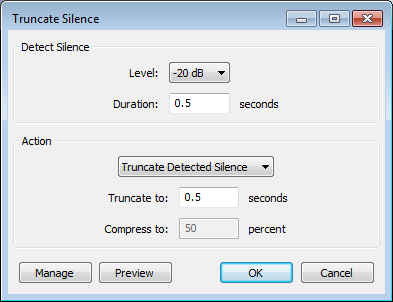 Truncate Silence
Detect Silence
Level: -20 dB
Duration: 0.5 seconds
Action
Truncate Detected Silence
Truncate to: 0.5 seconds
Compress to: 50 percent
Manage Preview OK Cancel